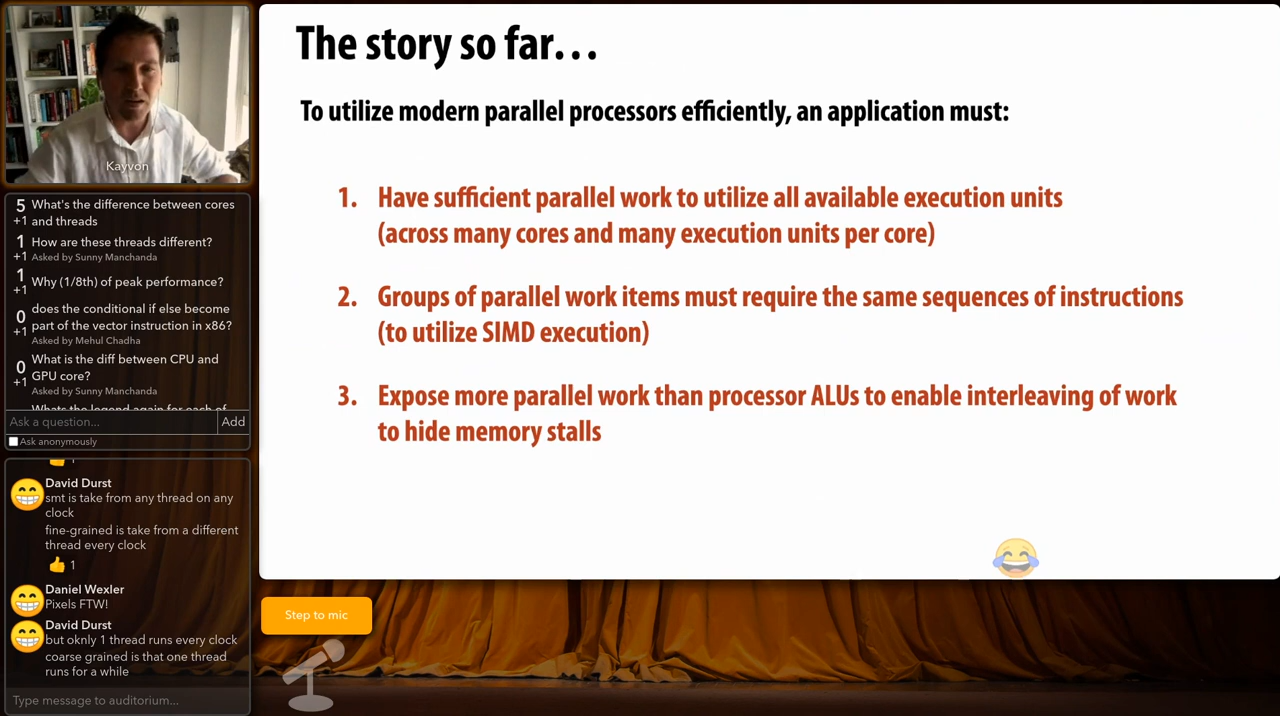 Kayvon
5
+1
What's the difference between cores
and threads
1
+1
How are these threads different?
Asked by Sunny Manchanda
1
+1
Why (1/8th) of peak performance?
0
+1
does the conditional if else become
part of the vector instruction in x86?
Asked by Mehul Chadha
0
+1
What is the diff between CPU and
GPU core?
Asked by Sunny Manchanda
Whats the legend again for each of
Ask a question...
Add
Ask anonymously
1
David Durst
smt is take from any thread on any
clock
fine-grained is take from a different
thread every clock
1
Daniel Wexler
Pixels FTW!
David Durst
but oknly 1 thread runs every clock
coarse grained is that one thread
runs for a while
Type message to auditorium...
The story so far…
To utilize modern parallel processors efficiently, an application must:
1. Have sufficient parallel work to utilize all available execution units
(across many cores and many execution units per core)
2. Groups of parallel work items must require the same sequences of instructions
(to utilize SIMD execution)
3. Expose more parallel work than processor ALUs to enable interleaving of work
to hide memory stalls
Step to mic